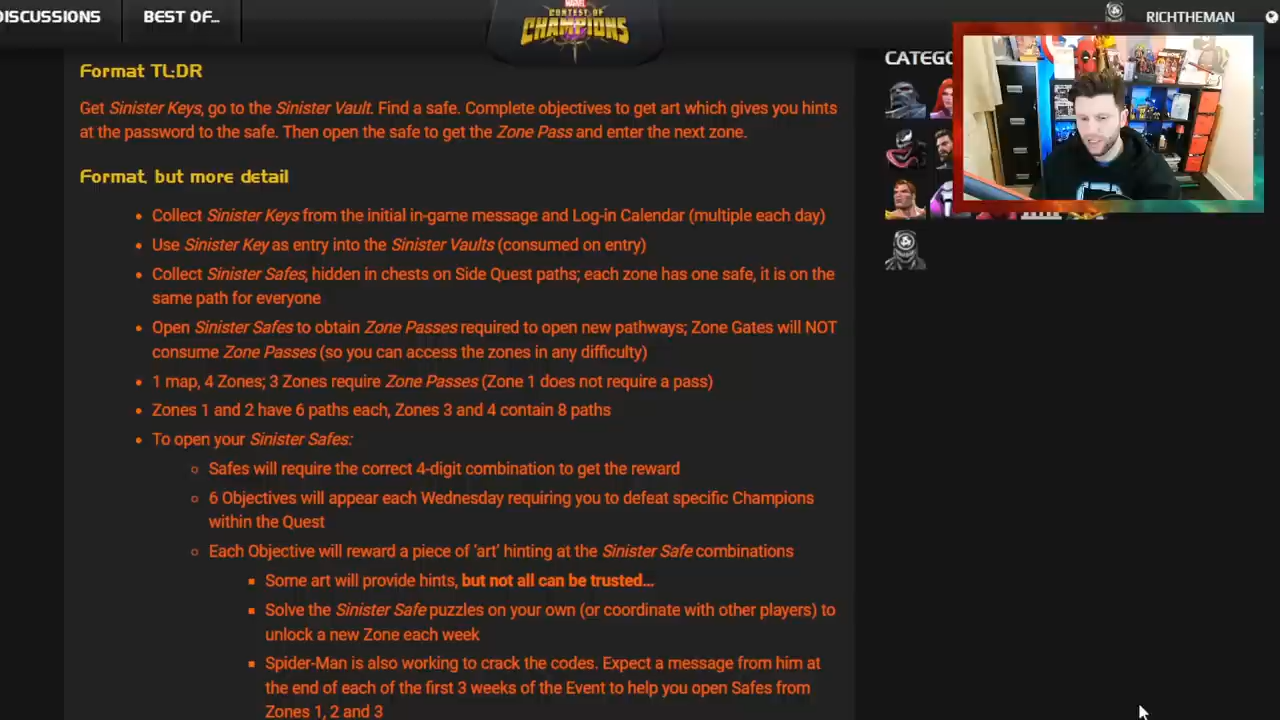 DISCUSSIONS
BEST OF...
MARVEL
CONTEST OF
CHAMPIONS
RICHTHEMAN
Format TL:DR
CATEGO
Get Sinister Keys, go to the Sinister Vault. Find a safe. Complete objectives to get art which gives you hints
at the password to the safe. Then open the safe to get the Zone Pass and enter the next zone.
Format, but more detail
• Collect Sinister Keys from the initial in-game message and Log-in Calendar (multiple each day)
• Use Sinister Key as entry into the Sinister Vaults (consumed on entry)
• Collect Sinister Safes, hidden in chests on Side Quest paths; each zone has one safe, it is on the
same path for everyone
• Open Sinister Safes to obtain Zone Passes required to open new pathways; Zone Gates will NOT
consume Zone Passes (so you can access the zones in any difficulty)
• 1 map, 4 Zones; 3 Zones require Zone Passes (Zone 1 does not require a pass)
• Zones 1 and 2 have 6 paths each, Zones 3 and 4 contain 8 paths
• To open your Sinister Safes:
◦ Safes will require the correct 4-digit combination to get the reward
◦ 6 Objectives will appear each Wednesday requiring you to defeat specific Champions
within the Quest
◦ Each Objective will reward a piece of 'art' hinting at the Sinister Safe combinations
▪ Some art will provide hints, but not all can be trusted...
▪ Solve the Sinister Safe puzzles on your own (or coordinate with other players) to
unlock a new Zone each week
▪ Spider-Man is also working to crack the codes. Expect a message from him at
the end of each of the first 3 weeks of the Event to help you open Safes from
Zones 1, 2 and 3